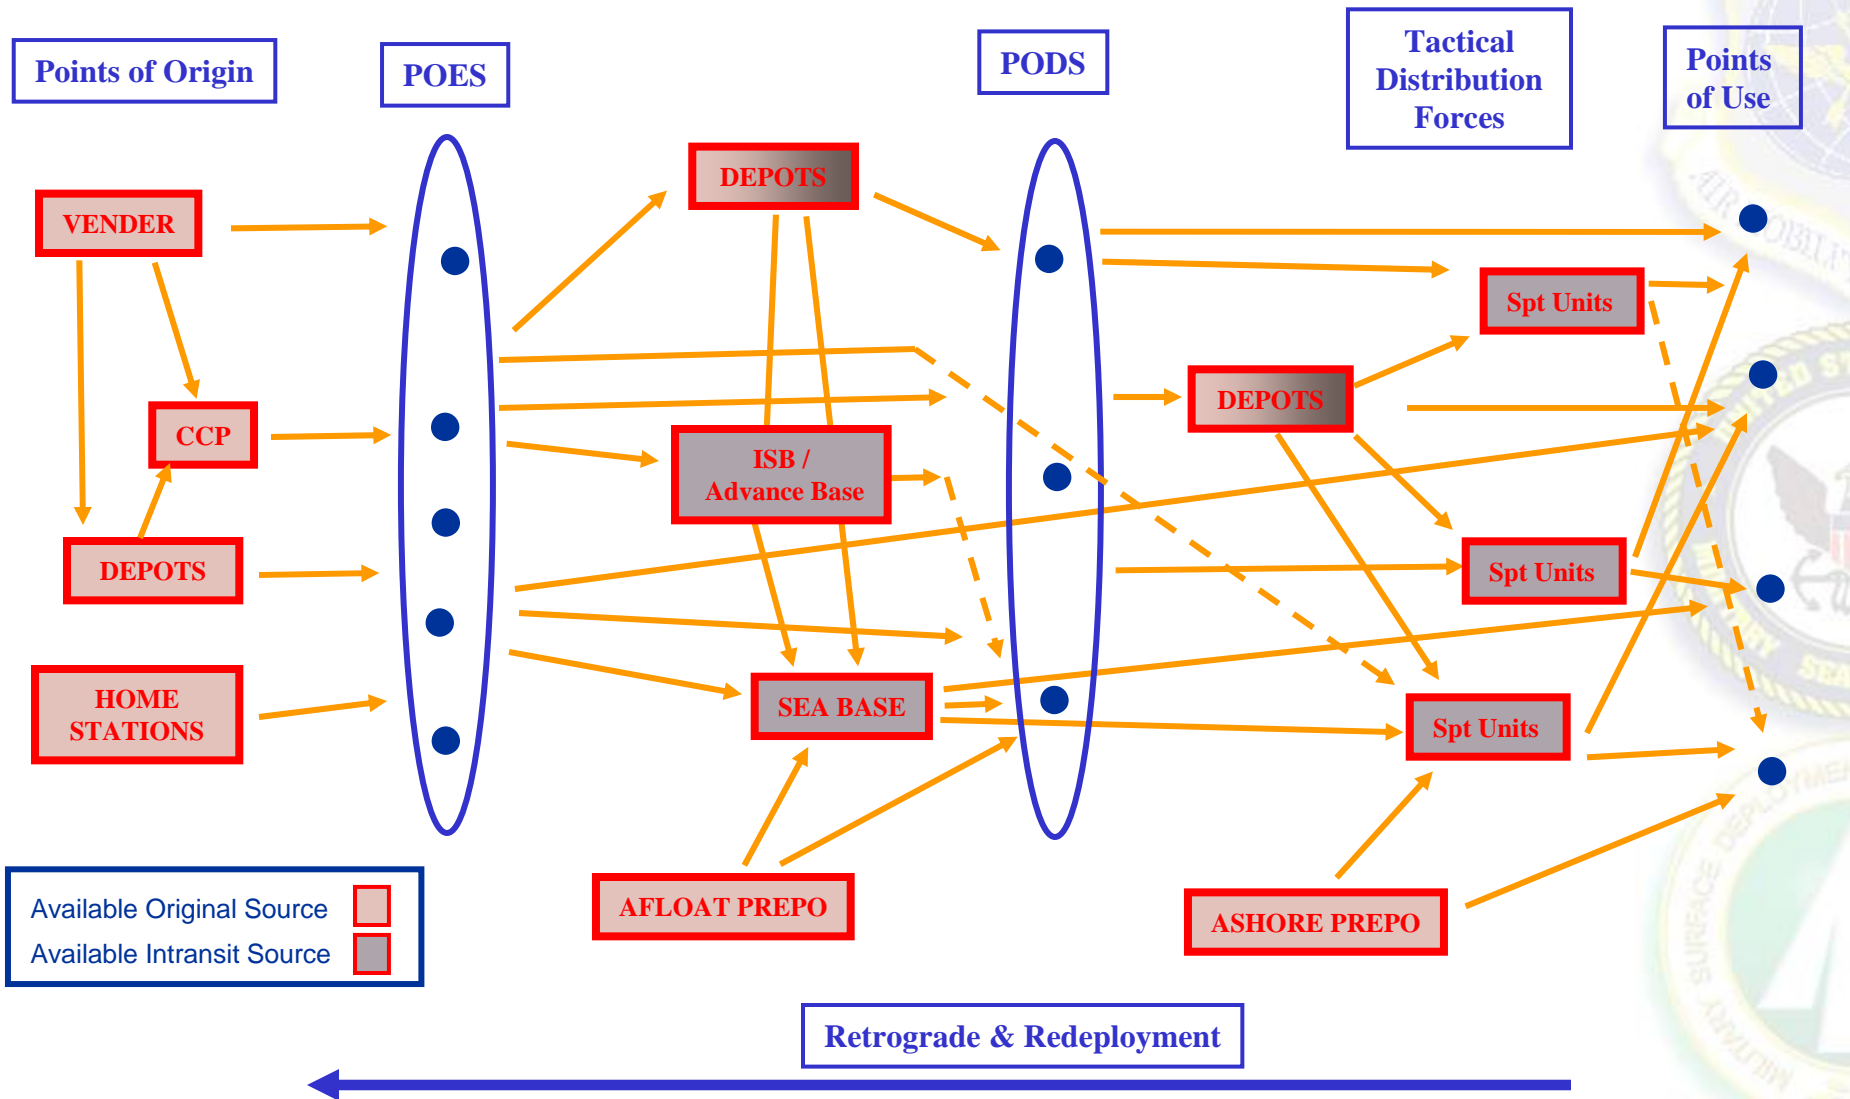 Points of Origin
POES
PODS
Tactical
Distribution
Forces
Points
of Use
VENDER
DEPOTS
Spt Units
CCP
ISB /
Advance Base
DEPOTS
DEPOTS
Spt Units
HOME
STATIONS
SEA BASE
Spt Units
AFLOAT PREPO
ASHORE PREPO
Available Original Source
Available Intransit Source
Retrograde & Redeployment